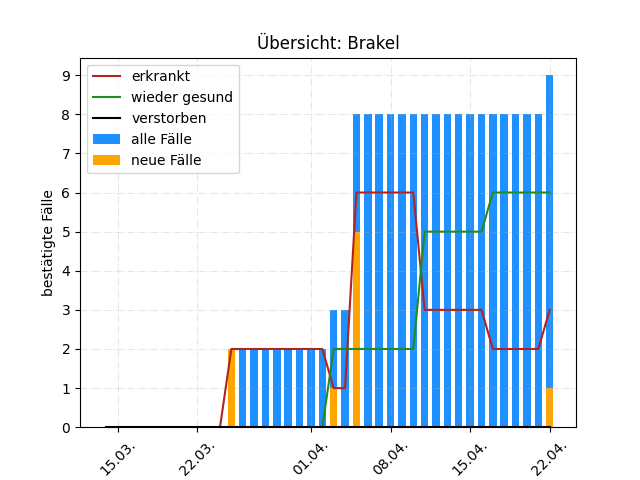 Übersicht: Brakel
erkrankt
wieder gesund
verstorben
alle Fälle
neue Fälle
bestätigte Fälle
9
8
7
6
5
4
3
2
1
0
15.03.
22.03.
01.04.
08.04.
15.04.
22.04.